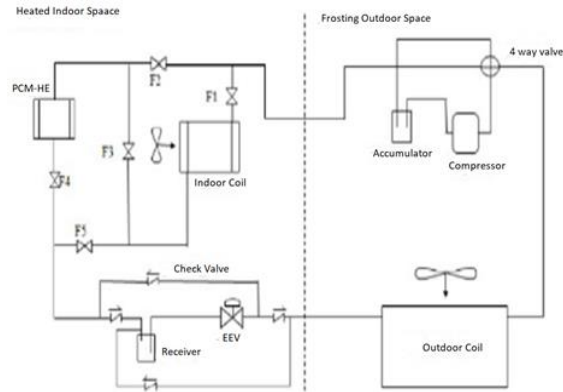 Heated Indoor Spaace
Frosting Outdoor Space
4 way valve
F2
PCM-HE
F1
F3
Accumulator
Compressor
F4
Indoor Coil
F5
Check Valve
EEV
Receiver
Outdoor Coil